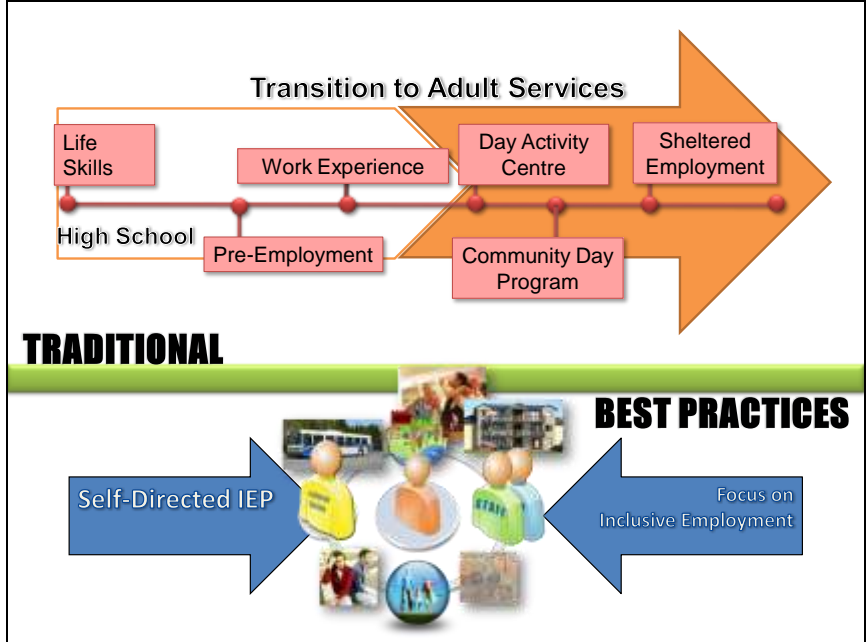 Transition to Adult Services
Life
Skills
Work Experience
Day Activity
Centre
Sheltered
Employment
High School
Pre-Employment
Community Day
Program
TRADITIONAL
BEST PRACTICES
Self-Directed IEP
STAFF
Focus on
Inclusive Employment